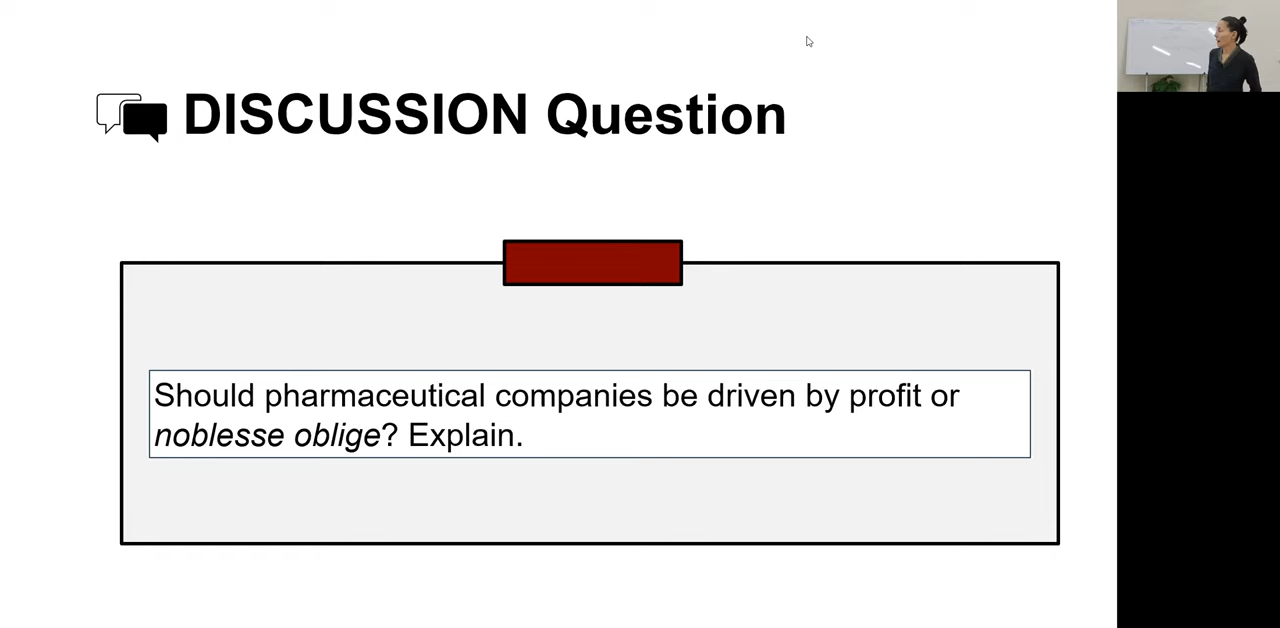 DISCUSSION Question
Should pharmaceutical companies be driven by profit or
noblesse oblige? Explain.